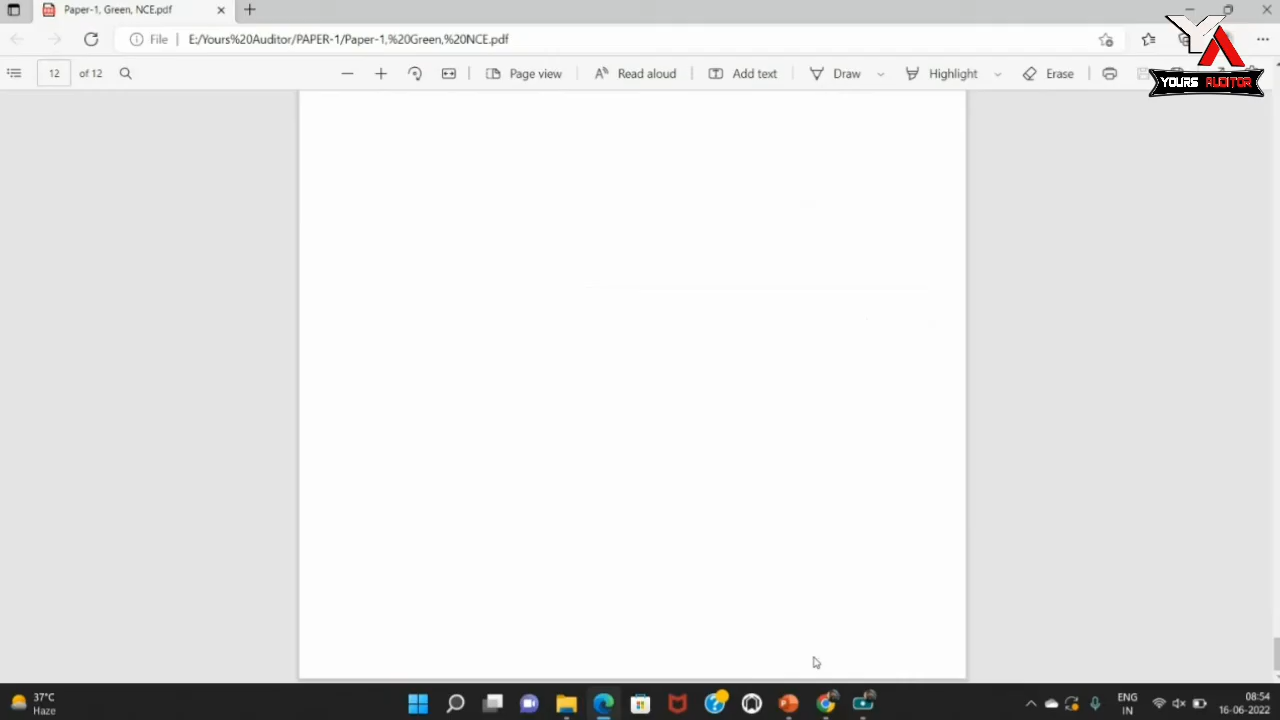 Paper-1, Green, NCE.pdf
File
E:/Yours%20Auditor/PAPER-1/Paper-1,%20Green,%20NCE.pdf
12 of 12
Page view
Read aloud
Add text
Draw
Highlight
Erase
YA
YOURS AUDITOR
37°C
Haze
ENG
IN
08:54
16-06-2022